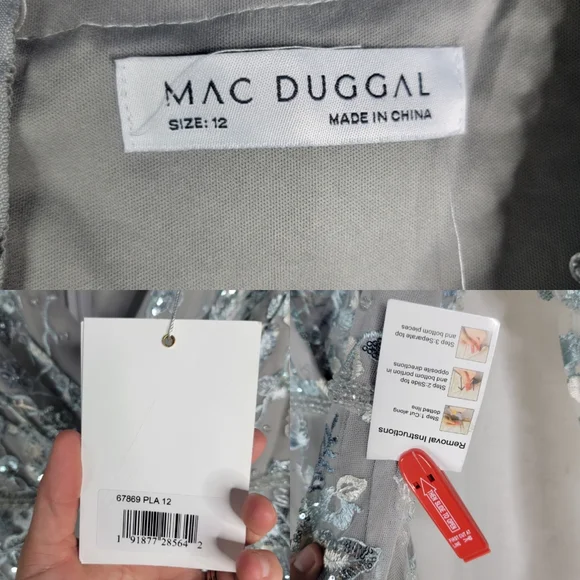 MAC DUGGAL
SIZE: 12 MADE IN CHINA
67869 PLA 12
1 91877 28564 2
Removal Instructions
Step 1:Cut along
dotted line
Step 2:Slide top
and bottom portion in
opposite directions
Step 3:Separate top
and bottom pieces